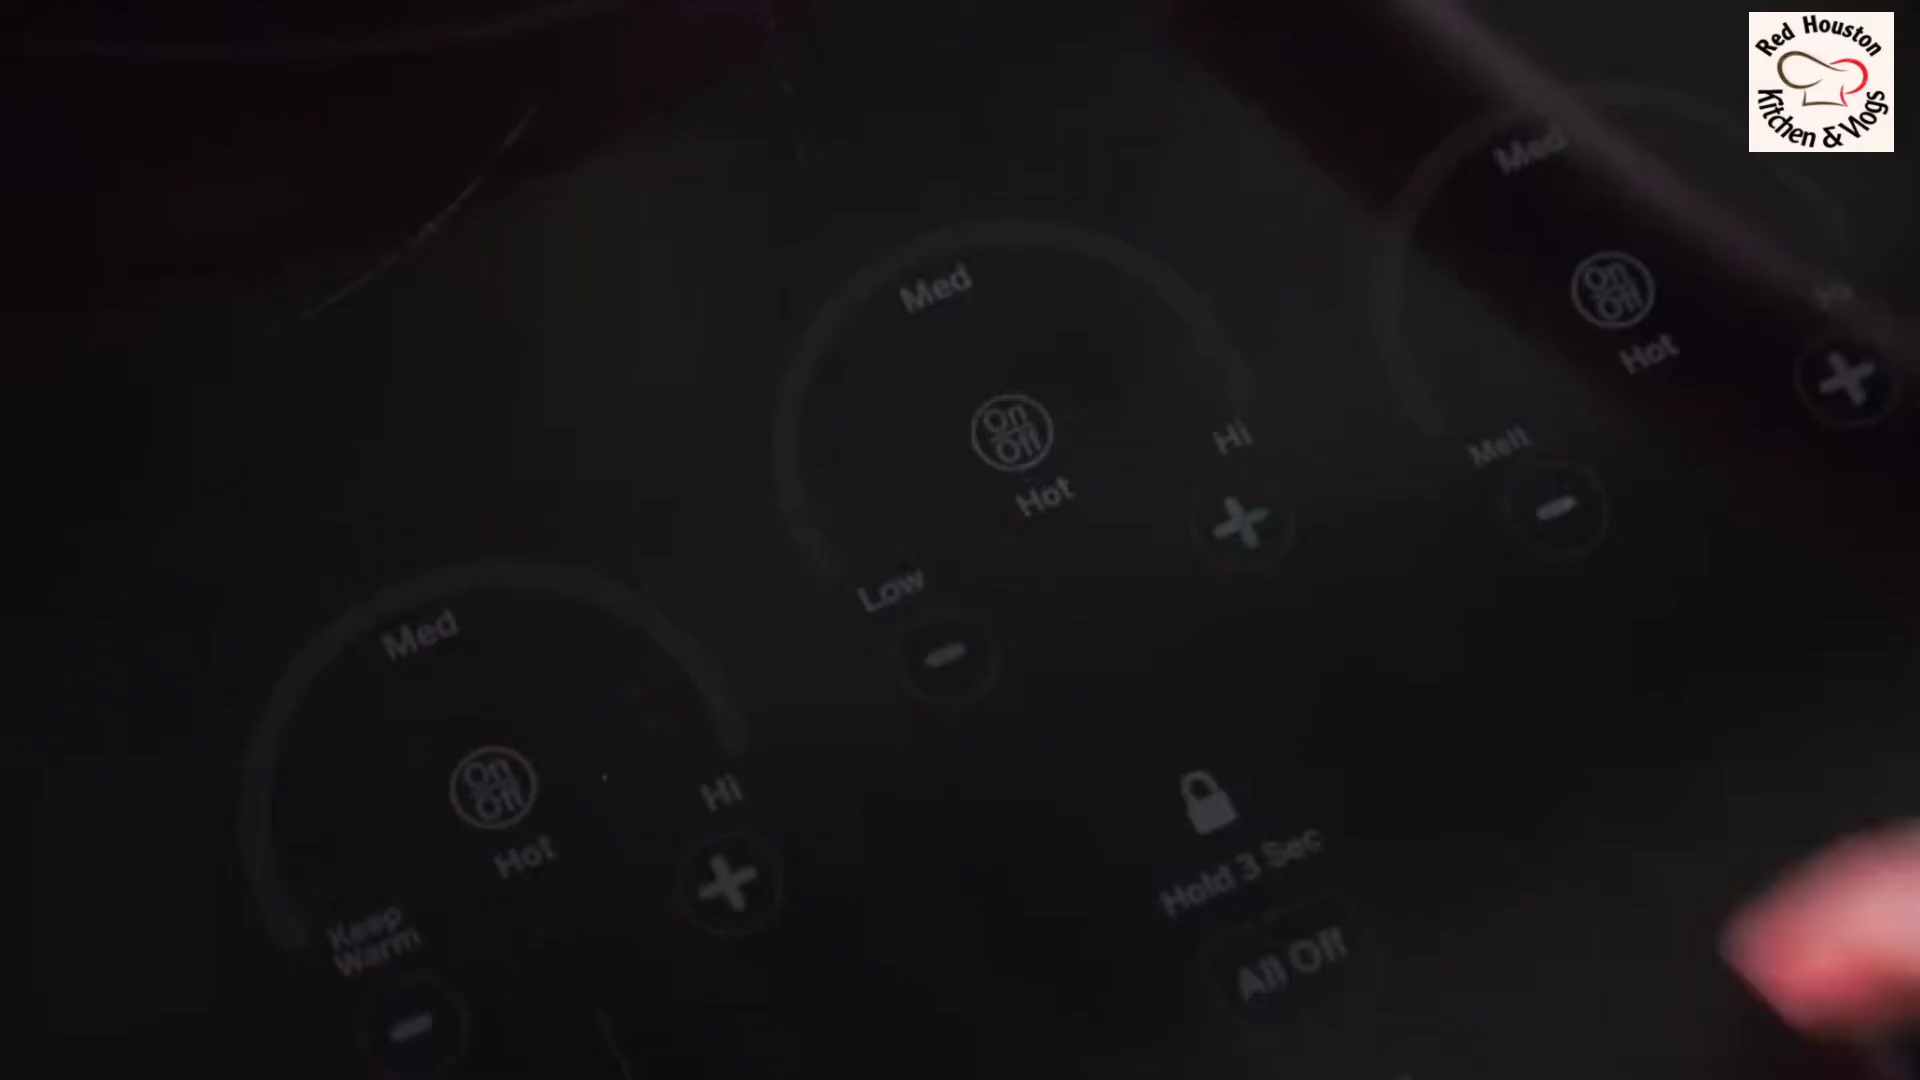 Red Houston
Kitchen & Vlogs
Med
On
Off
Hot
Hi
+
Melt
-
Med
On
Off
Hot
Hi
+
Low
-
Med
On
Off
Hot
Hi
+
Keep
Warm
-
Hold 3 Sec
All Off